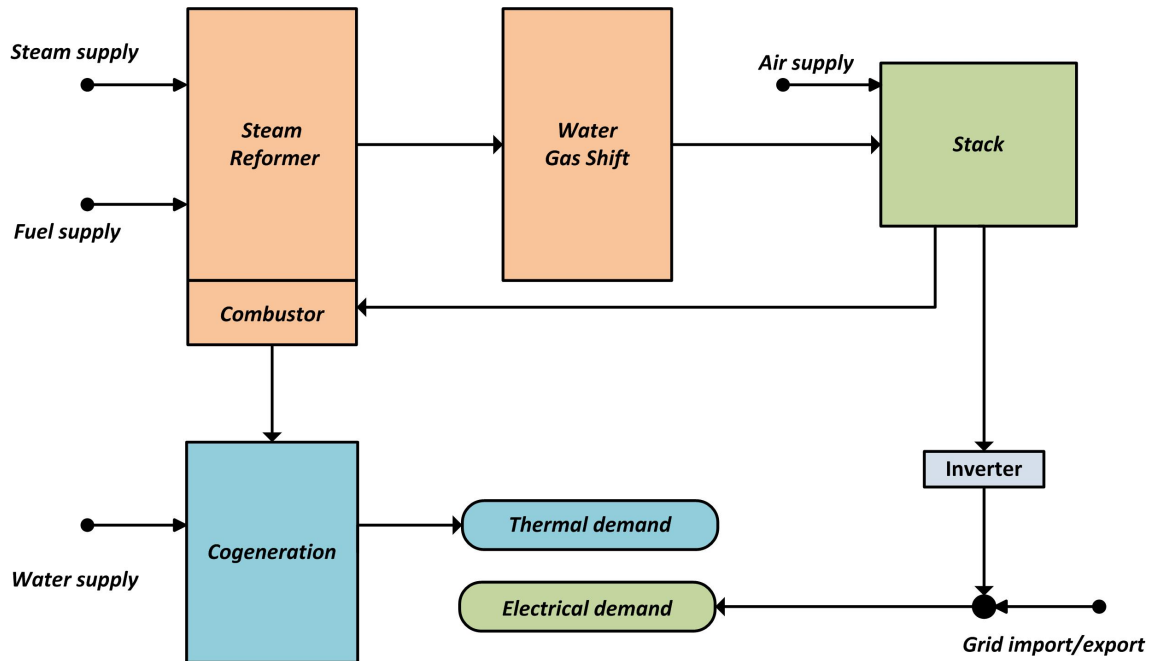 Steam supply
Fuel supply
Steam
Reformer
Combustor
Water
Gas Shift
Air supply
Stack
Inverter
Water supply
Cogeneration
Thermal demand
Electrical demand
Grid import/export